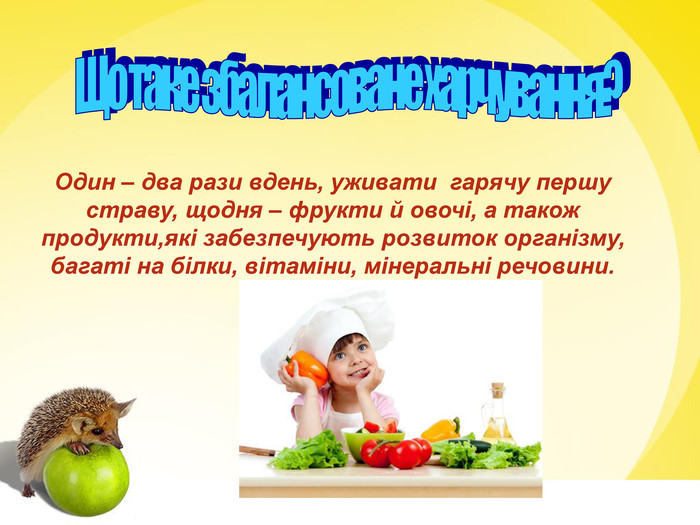 Що таке збалансоване харчування?
Один – два рази вдень, уживати гарячу першу
страву, щодня – фрукти й овочі, а також
продукти,які забезпечують розвиток організму,
багаті на білки, вітаміни, мінеральні речовини.